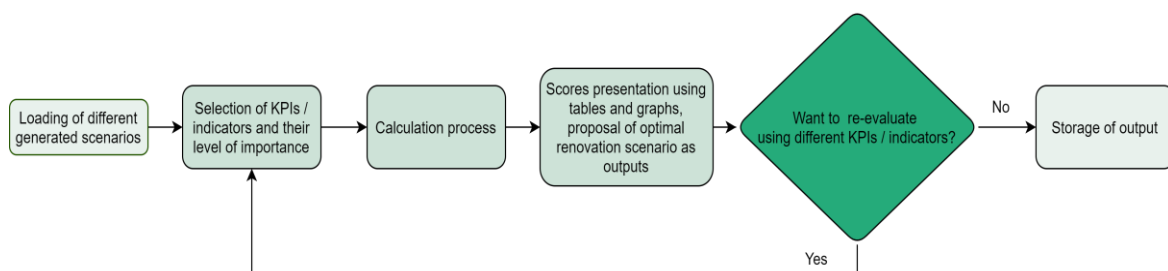 Loading of different
generated scenarios
Selection of KPIs /
indicators and their
level of importance
Calculation process
Scores presentation using
tables and graphs,
proposal of optimal
renovation scenario as
outputs
Want to  re-evaluate
using different KPIs / indicators?
No
Storage of output
Yes